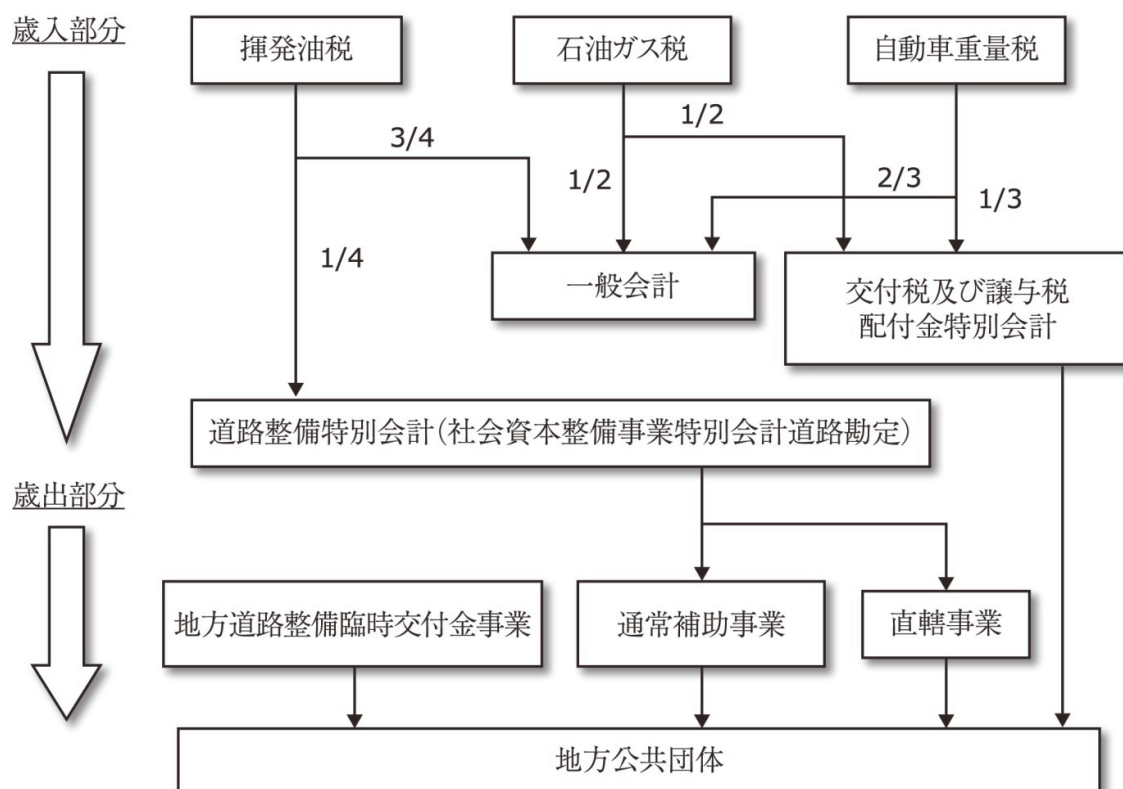 歳入部分
揮発油税
石油ガス税
自動車重量税
3/4
1/2
1/2
2/3
1/3
1/4
一般会計
交付税及び譲与税
配付金特別会計
道路整備特別会計(社会資本整備事業特別会計道路勘定)
歳出部分
地方道路整備臨時交付金事業
通常補助事業
直轄事業
地方公共団体